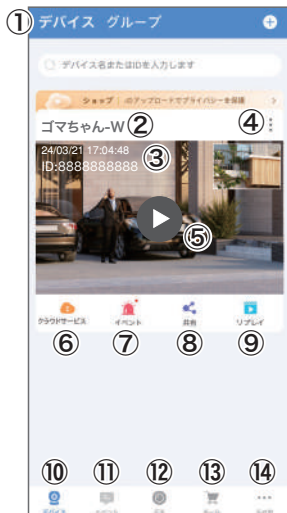 ① デバイス グループ
デバイス名またはIDを入力します
ショップ | のアップロードでプライバシーを保護 >
ゴマちゃん-W ② ④
24/03/21 17:04:48 ③
ID:8888888888
⑤
クラウドサービス イベント 共有 リプレイ
⑥ ⑦ ⑧ ⑨
⑩ ⑪ ⑫ ⑬ ⑭
デバイス